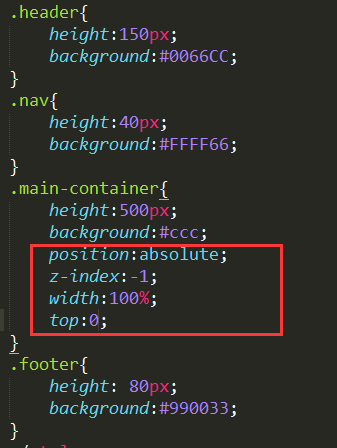 .header{
height:150px;
background:#0066CC;
}
.nav{
height:40px;
background:#FFFF66;
}
.main-container{
height:500px;
background:#ccc;
position:absolute;
z-index:-1;
width:100%;
top:0;
}
.footer{
height: 80px;
background:#990033;
}